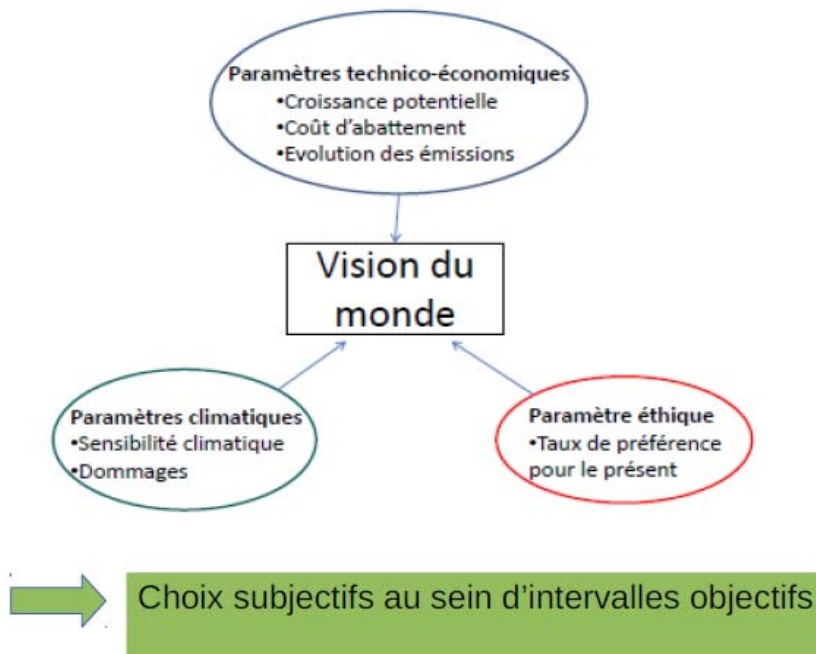 Paramètres technico-économiques
•Croissance potentielle
•Coût d’abattement
•Evolution des émissions
Vision du
monde
Paramètres climatiques
•Sensibilité climatique
•Dommages
Paramètre éthique
•Taux de préférence
pour le présent
Choix subjectifs au sein d’intervalles objectifs